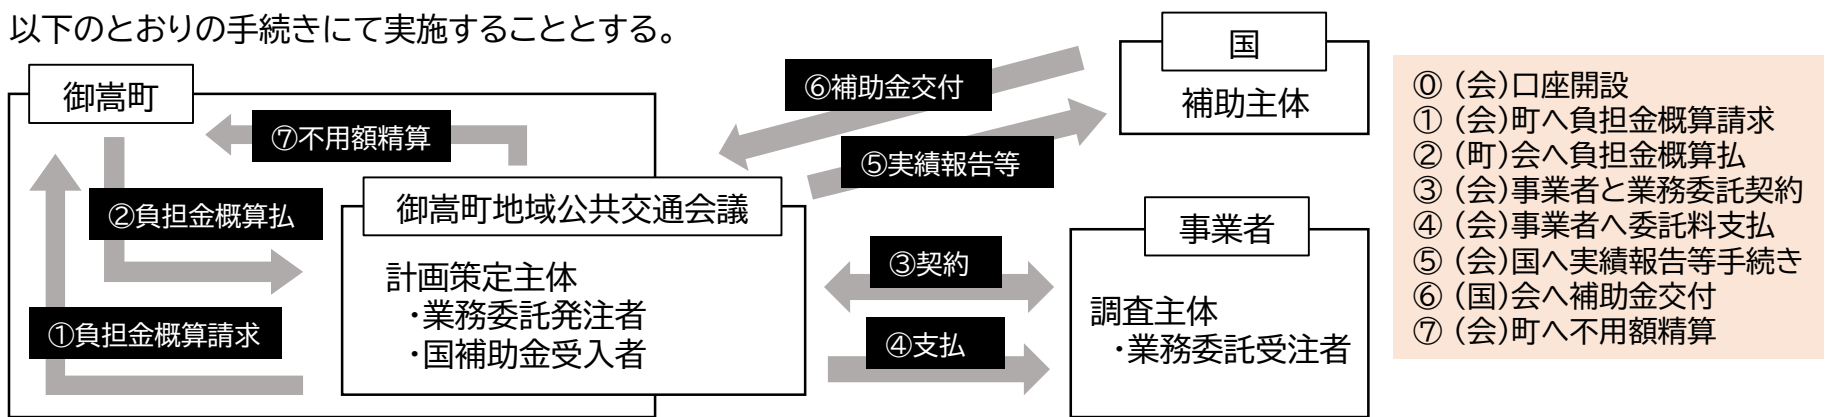 以下のとおりの手続きにて実施することとする。
御嵩町
⑦不用額精算
②負担金概算払
①負担金概算請求
御嵩町地域公共交通会議
計画策定主体
・業務委託発注者
・国補助金受入者
⑥補助金交付
⑤実績報告等
国
補助主体
③契約
④支払
事業者
調査主体
・業務委託受注者
⓪ (会)口座開設
① (会)町へ負担金概算請求
② (町)会へ負担金概算払
③ (会)事業者と業務委託契約
④ (会)事業者へ委託料支払
⑤ (会)国へ実績報告等手続き
⑥ (国)会へ補助金交付
⑦ (会)町へ不用額精算